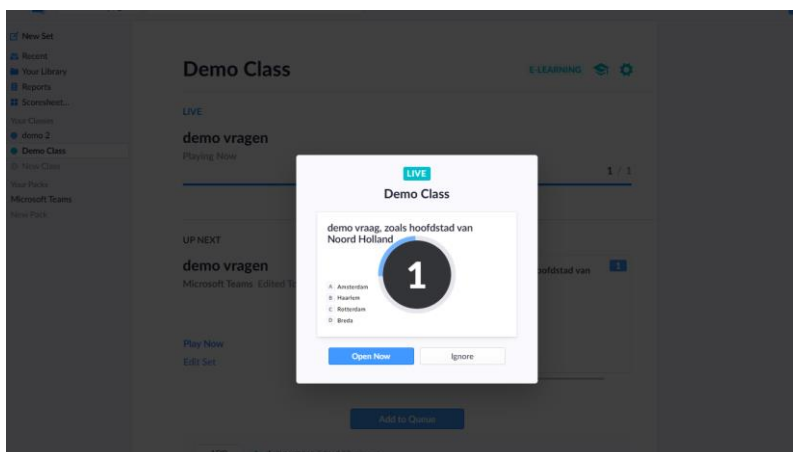 New Set
Recent
Your Library
Reports
Scoresheet...
Your Classes
demo 2
Demo Class
New Class
Your Packs
Microsoft Teams
New Pack
Demo Class
E-LEARNING
LIVE
demo vragen
Playing Now
1 / 1
UP NEXT
demo vragen
Microsoft Teams Edited
hoofdstad van
1
Play Now
Edit Set
Add to Queue
LIVE
Demo Class
demo vraag, zoals hoofdstad van
Noord Holland
1
A Amsterdam
B Haarlem
C Rotterdam
D Breda
Open Now
Ignore